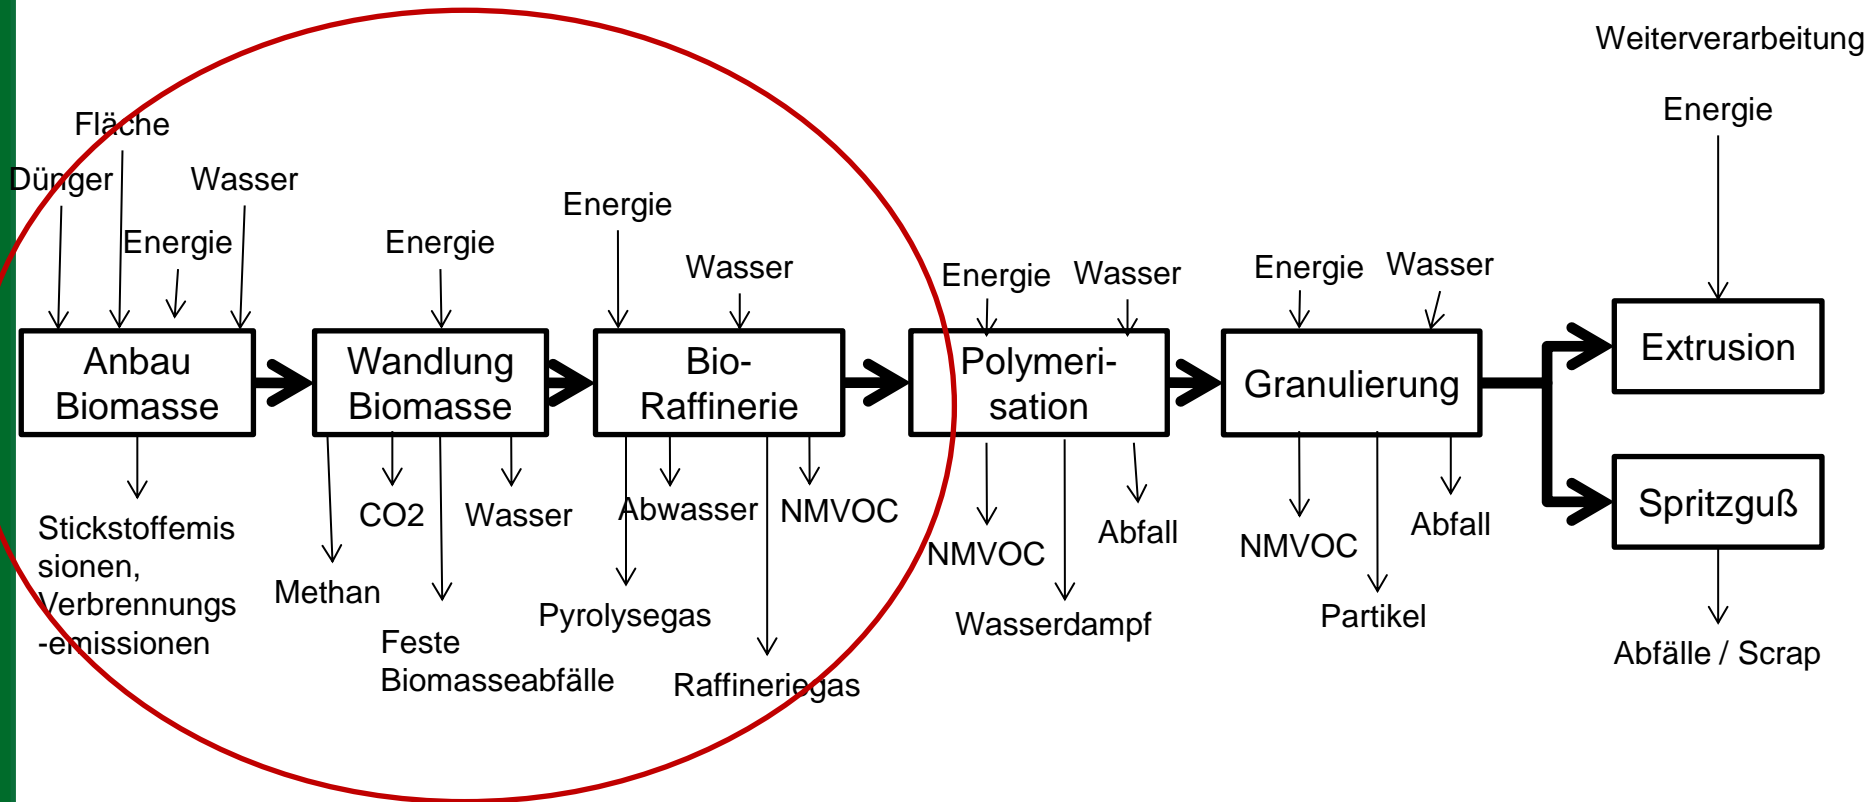 Weiterverarbeitung
Energie
Fläche
Dünger
Wasser
Energie
Energie
Energie
Wasser
Energie
Wasser
Energie
Wasser
Anbau
Biomasse
Wandlung
Biomasse
Bio-
Raffinerie
Polymeri-
sation
Granulierung
Extrusion
Spritzguß
Stickstoffemis
sionen,
Verbrennungs
-emissionen
Methan
CO2
Feste
Biomasseabfälle
Wasser
Pyrolysegas
Abwasser
Raffineriegas
NMVOC
NMVOC
Wasserdampf
Abfall
NMVOC
Partikel
Abfall
Abfälle / Scrap